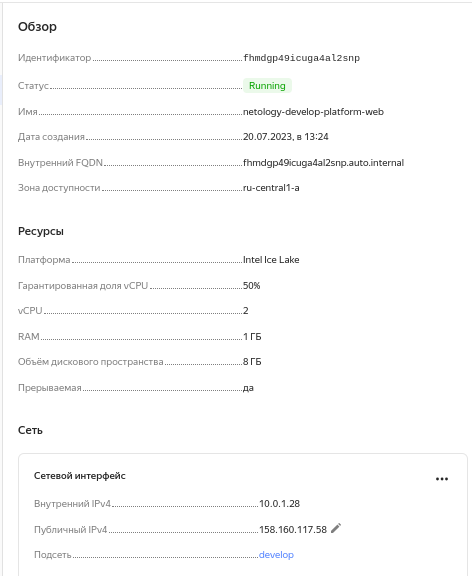 Обзор
Идентификатор fhmdgp49icuga4al2snp
Статус Running
Имя netology-develop-platform-web
Дата создания 20.07.2023, в 13:24
Внутренний FQDN fhmdgp49icuga4al2snp.auto.internal
Зона доступности ru-central1-a
Ресурсы
Платформа Intel Ice Lake
Гарантированная доля vCPU 50%
vCPU 2
RAM 1 ГБ
Объём дискового пространства 8 ГБ
Прерываемая да
Сеть
Сетевой интерфейс
Внутренний IPv4 10.0.1.28
Публичный IPv4 158.160.117.58
Подсеть develop